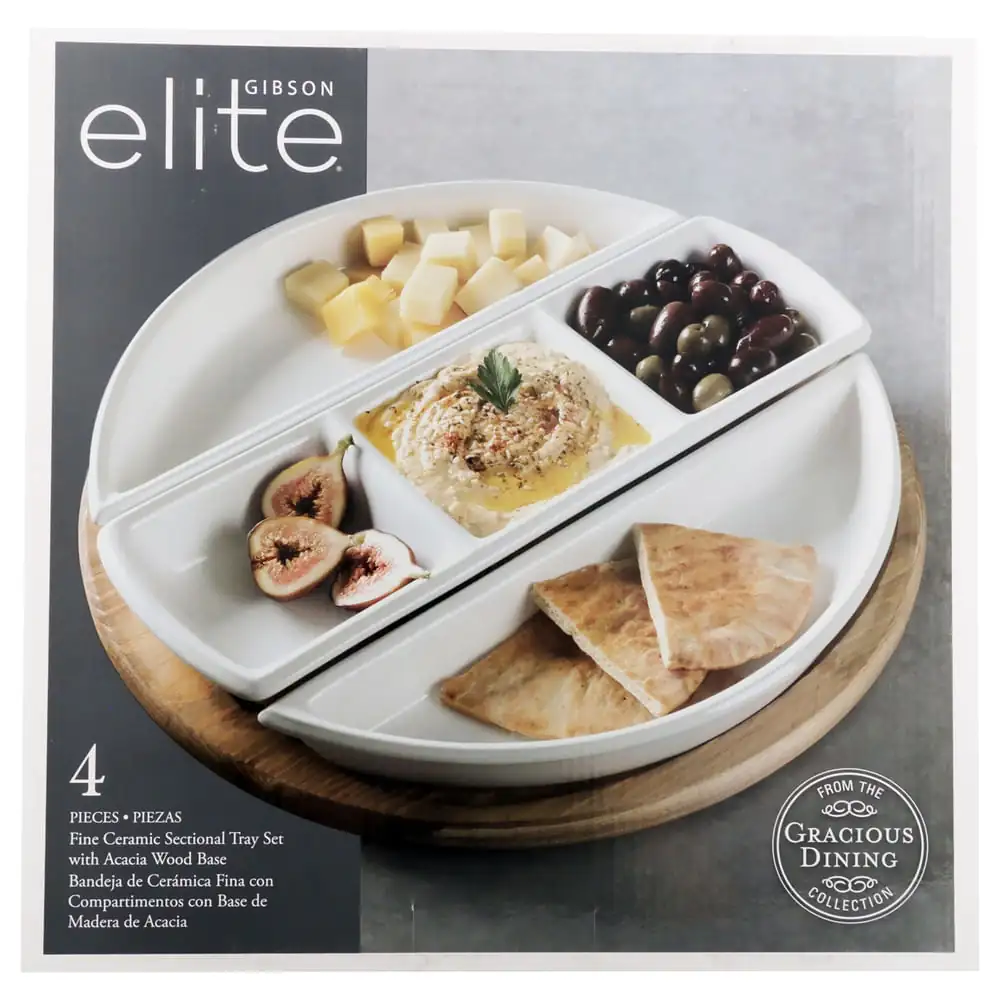 GIBSON
elite
4
PIECES • PIEZAS
Fine Ceramic Sectional Tray Set
with Acacia Wood Base
Bandeja de Cerámica Fina con
Compartimentos con Base de
Madera de Acacia
FROM THE
GRACIOUS
DINING
COLLECTION